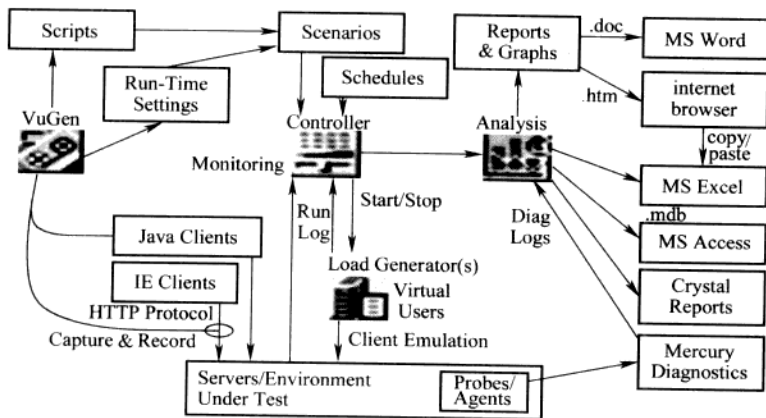 Scripts
Scenarios
Reports
& Graphs
.doc
MS Word
Run-Time
Settings
Schedules
.htm
internet
browser
VuGen
Controller
Analysis
copy/
paste
Monitoring
MS Excel
Start/Stop
Run
Log
Diag
Logs
.mdb
MS Access
Java Clients
Load Generator(s)
IE Clients
Virtual
Users
Crystal
Reports
HTTP Protocol
Capture & Record
Client Emulation
Mercury
Diagnostics
Servers/Environment
Under Test
Probes/
Agents